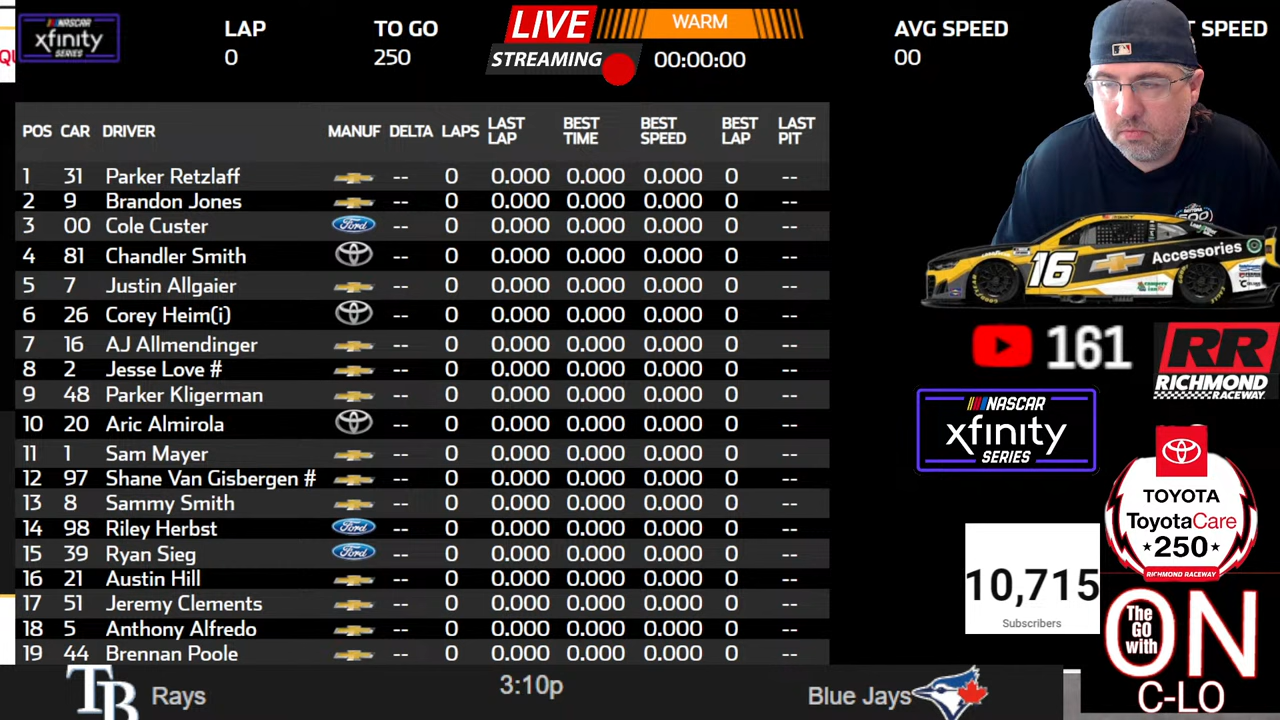 NASCAR
xfinity
SERIES
LAP
0
TO GO
250
LIVE
STREAMING
WARM
00:00:00
AVG SPEED
00
SPEED
POS CAR DRIVER MANUF DELTA LAPS LAST LAP BEST TIME BEST SPEED BEST LAP LAST PIT
1 31 Parker Retzlaff -- 0 0.000 0.000 0.000 0 --
2 9 Brandon Jones -- 0 0.000 0.000 0.000 0 --
3 00 Cole Custer Ford -- 0 0.000 0.000 0.000 0 --
4 81 Chandler Smith -- 0 0.000 0.000 0.000 0 --
5 7 Justin Allgaier -- 0 0.000 0.000 0.000 0 --
6 26 Corey Heim(i) -- 0 0.000 0.000 0.000 0 --
7 16 AJ Allmendinger -- 0 0.000 0.000 0.000 0 --
8 2 Jesse Love # -- 0 0.000 0.000 0.000 0 --
9 48 Parker Kligerman -- 0 0.000 0.000 0.000 0 --
10 20 Aric Almirola -- 0 0.000 0.000 0.000 0 --
11 1 Sam Mayer -- 0 0.000 0.000 0.000 0 --
12 97 Shane Van Gisbergen # -- 0 0.000 0.000 0.000 0 --
13 8 Sammy Smith -- 0 0.000 0.000 0.000 0 --
14 98 Riley Herbst Ford -- 0 0.000 0.000 0.000 0 --
15 39 Ryan Sieg Ford -- 0 0.000 0.000 0.000 0 --
16 21 Austin Hill -- 0 0.000 0.000 0.000 0 --
17 51 Jeremy Clements -- 0 0.000 0.000 0.000 0 --
18 5 Anthony Alfredo -- 0 0.000 0.000 0.000 0 --
19 44 Brennan Poole -- 0 0.000 0.000 0.000 0 --
16
Accessories
161
RR
RICHMOND
RACEWAY
NASCAR
xfinity
SERIES
TOYOTA
ToyotaCare
250
RICHMOND RACEWAY
10,715
Subscribers
The
GO
with
ON
C-LO
TB
Rays
3:10p
Blue Jays